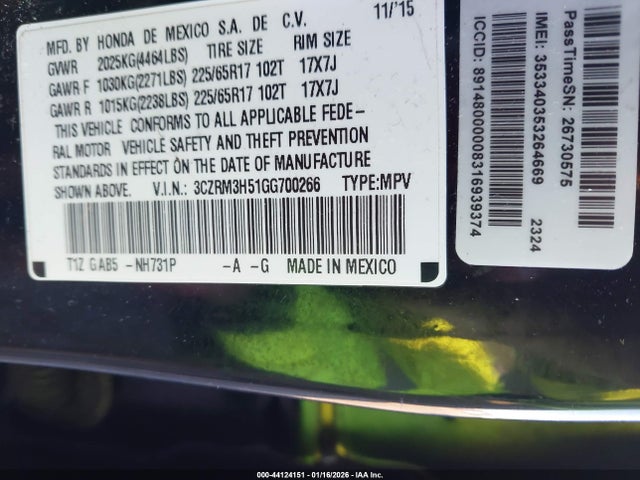 MFD. BY HONDA DE MEXICO S.A. DE C.V. 11/'15
GVWR 2025KG(4464LBS) TIRE SIZE RIM SIZE
GAWR F 1030KG(2271LBS) 225/65R17 102T 17X7J
GAWR R 1015KG(2238LBS) 225/65R17 102T 17X7J
THIS VEHICLE CONFORMS TO ALL APPLICABLE FEDE-
RAL MOTOR VEHICLE SAFETY AND THEFT PREVENTION
STANDARDS IN EFFECT ON THE DATE OF MANUFACTURE
SHOWN ABOVE. V.I.N.: 3CZRM3H51GG700266 TYPE:MPV
T1Z GAB5 -NH731P -A -G MADE IN MEXICO
PassTimeSN: 26730575
IMEI: 353340353264669 2324
ICCID: 89148000008316939374
000-44124151 - 01/16/2026 - IAA Inc.